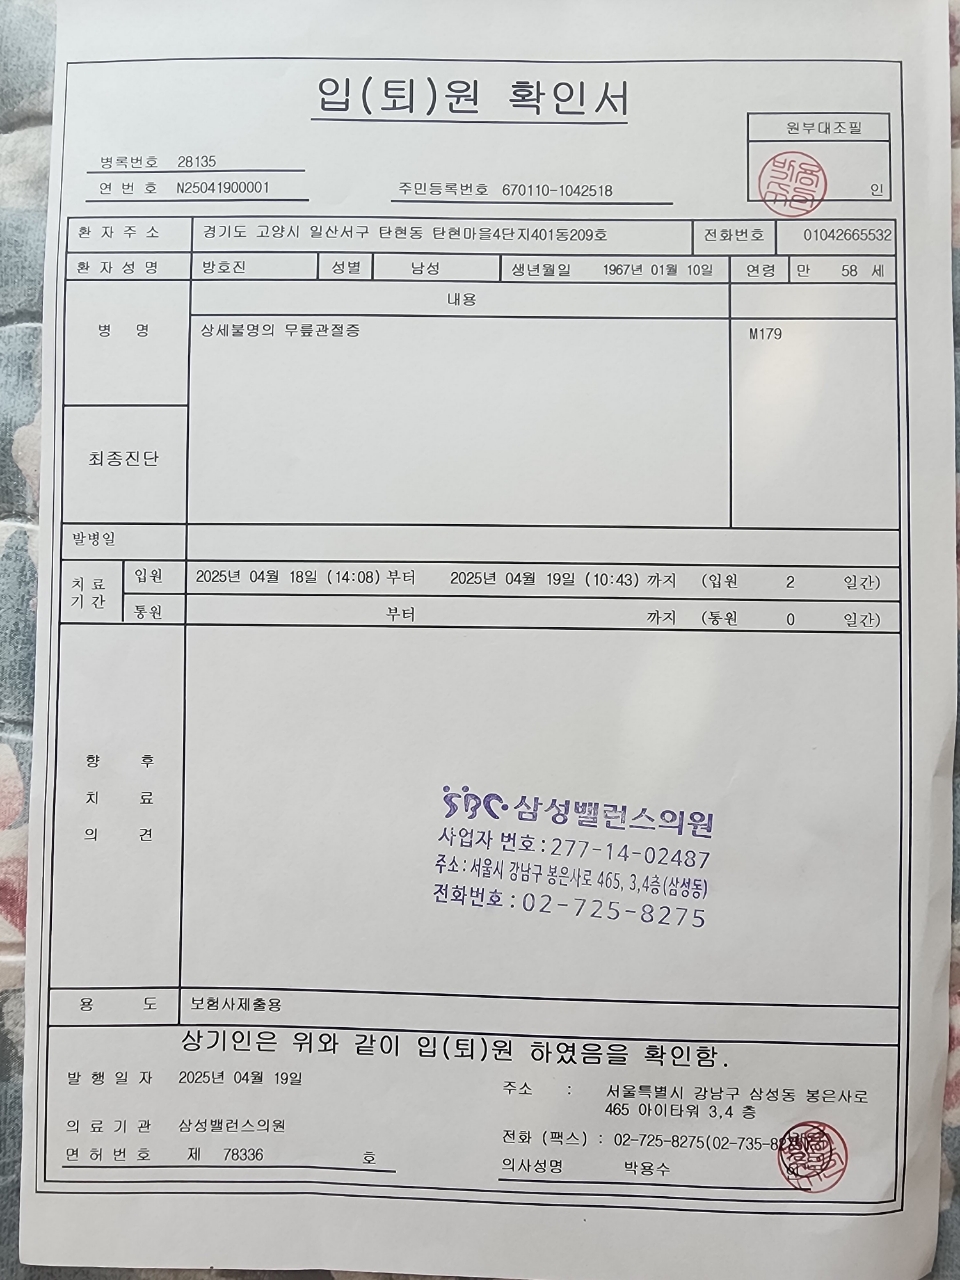 입(퇴)원 확인서
원부대조필
병록번호 28135
연 번 호 N25041900001
주민등록번호 670110-1042518
인
환 자 주 소 경기도 고양시 일산서구 탄현동 탄현마을4단지401동209호 전화번호 01042665532
환 자 성 명 방호진 성별 남성 생년월일 1967년 01월 10일 연령 만 58 세
내용
병 명 상세불명의 무릎관절증 M179
최종진단
발병일
치 료 기 간
입원 2025년 04월 18일 (14:08) 부터 2025년 04월 19일 (10:43) 까지 (입원 2 일간)
통원 부터 까지 (통원 0 일간)
향 후
치 료
의 견
SBC 삼성밸런스의원
사업자 번호:277-14-02487
주소:서울시 강남구 봉은사로 465, 3,4층(삼성동)
전화번호:02-725-8275
용 도 보험사제출용
상기인은 위와 같이 입(퇴)원 하였음을 확인함.
발 행 일 자 2025년 04월 19일
주소 : 서울특별시 강남구 삼성동 봉은사로
465 아이타워 3,4 층
의 료 기 관 삼성밸런스의원
전화 (팩스) : 02-725-8275(02-735-
면 허 번 호 제 78336 호
의사성명 박용수